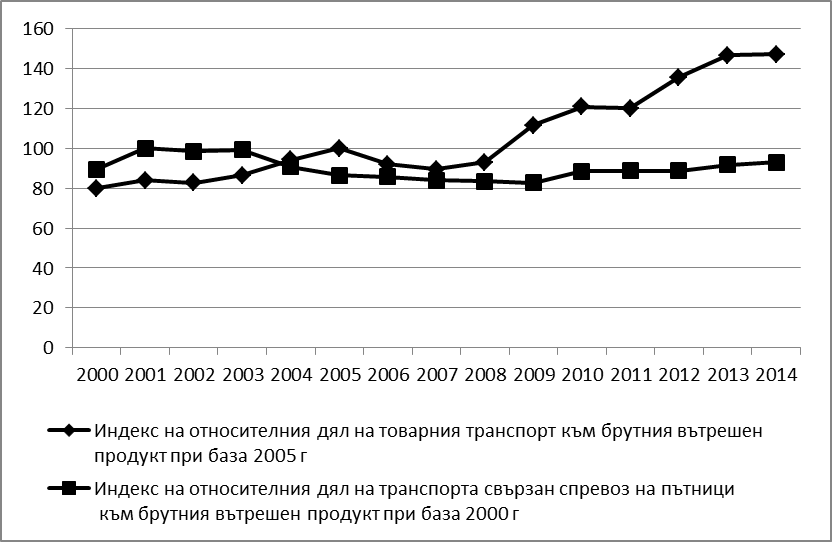 160
140
120
100
80
60
40
20
0
2000 2001 2002 2003 2004 2005 2006 2007 2008 2009 2010 2011 2012 2013 2014
Индекс на относителния дял на товарния транспорт към брутния вътрешен
продукт при база 2005 г
Индекс на относителния дял на транспорта свързан спревоз на пътници
към брутния вътрешен продукт при база 2000 г